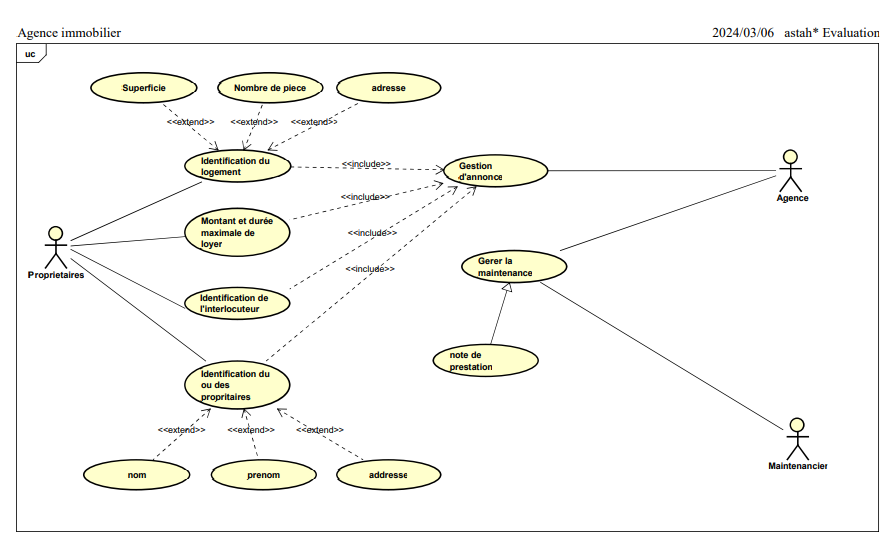 Agence immobilier
2024/03/06 astah* Evaluation
uc
Superficie
Nombre de piece
adresse
<<extend>>
<<extend>>
<<extend>>
Identification du
logement
<<include>>
Gestion
d'annonce
Agence
<<include>>
Montant et durée
maximale de
loyer
<<include>>
Proprietaires
<<include>>
Gerer la
maintenance
Identification de
l'interlocuteur
note de
prestation
Identification du
ou des
propritaires
<<extend>>
<<extend>>
<<extend>>
Maintenancier
nom
prenom
addresse